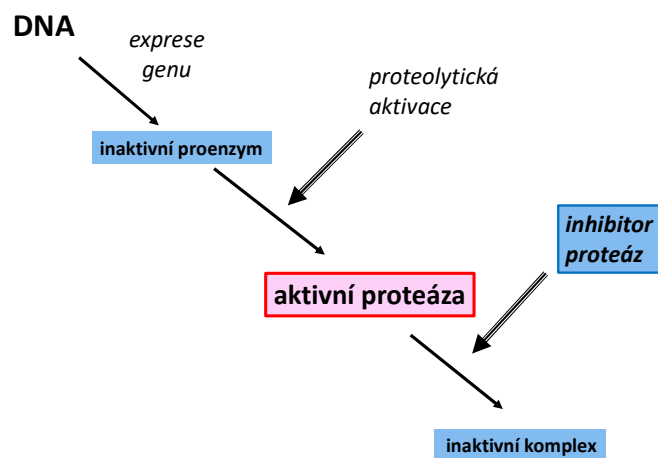 DNA
exprese
genu
proteolytická
aktivace
inaktivní proenzym
inhibitor
proteáz
aktivní proteáza
inaktivní komplex